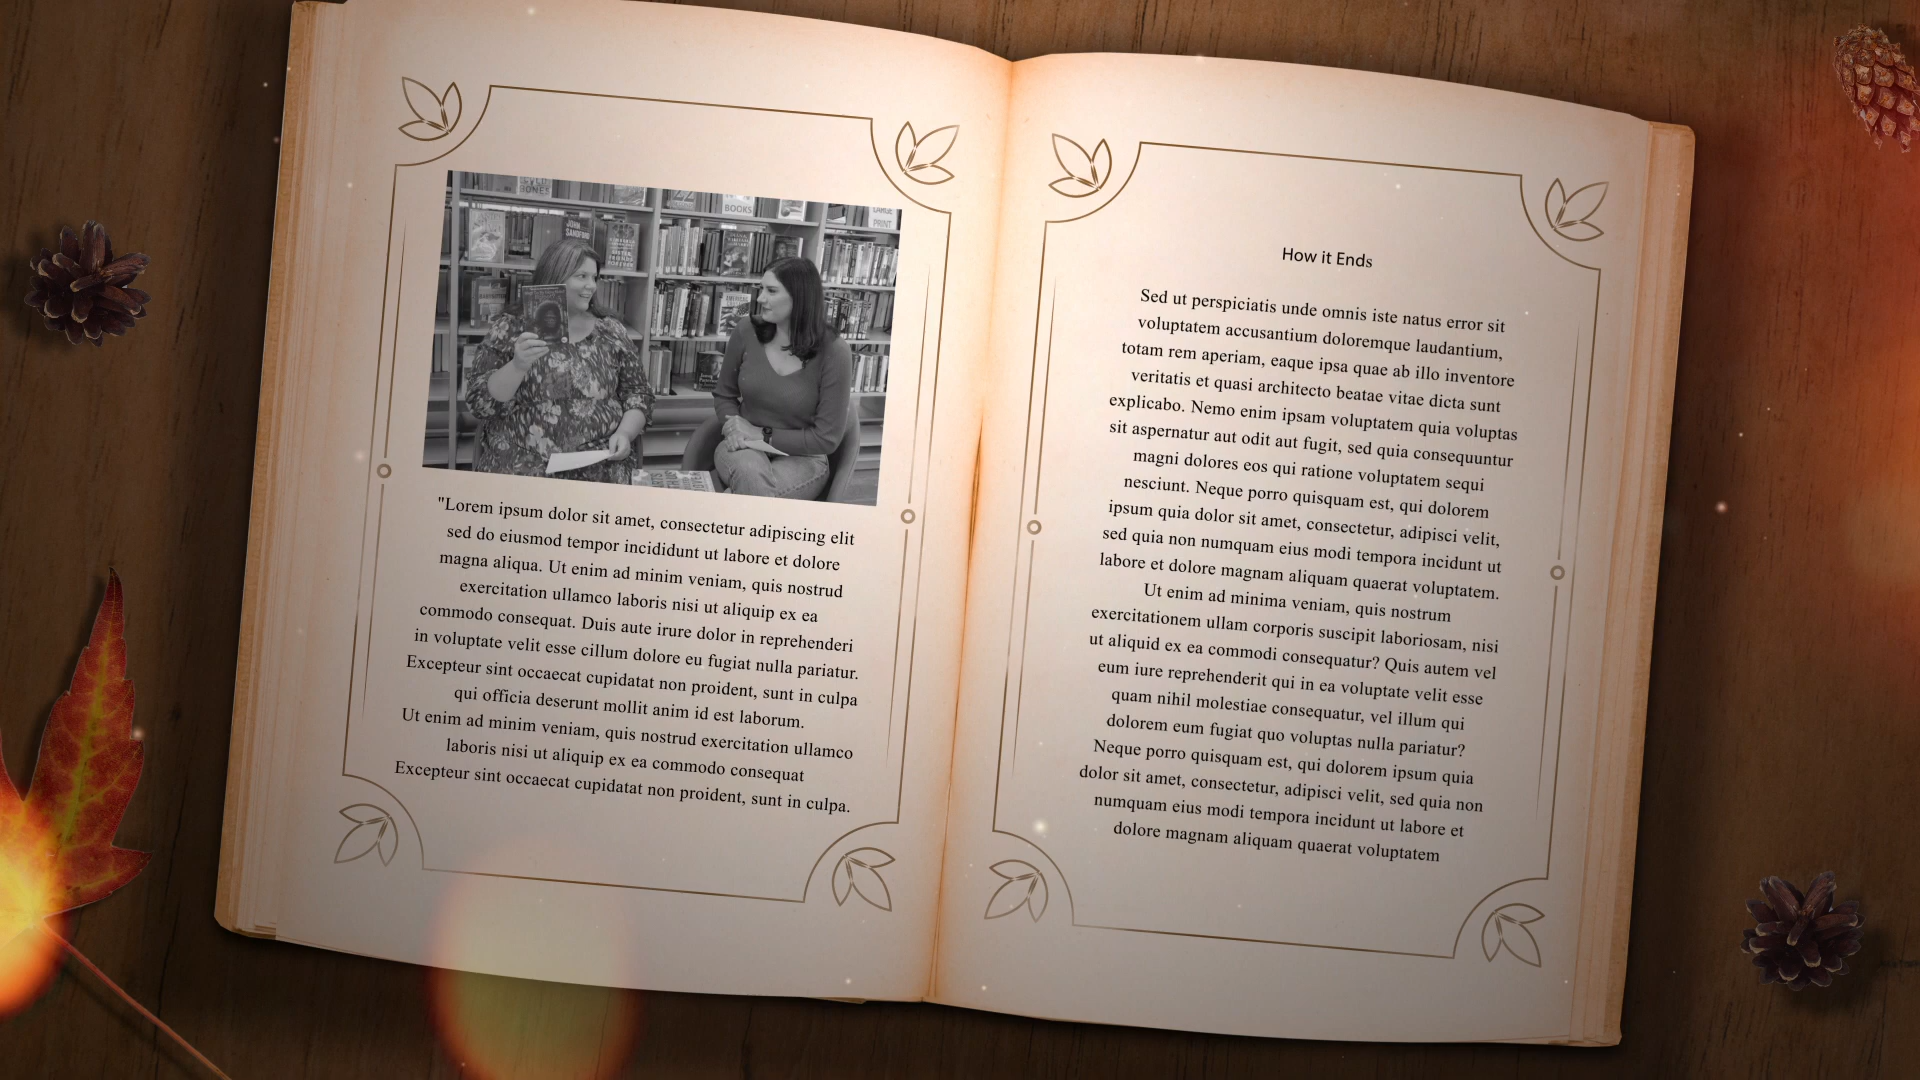 BONES
BOOKS
LARGE
PRINT
JOHN
SANDFORD
"Lorem ipsum dolor sit amet, consectetur adipiscing elit
sed do eiusmod tempor incididunt ut labore et dolore
magna aliqua. Ut enim ad minim veniam, quis nostrud
exercitation ullamco laboris nisi ut aliquip ex ea
commodo consequat. Duis aute irure dolor in reprehenderi
in voluptate velit esse cillum dolore eu fugiat nulla pariatur.
Excepteur sint occaecat cupidatat non proident, sunt in culpa
qui officia deserunt mollit anim id est laborum.
Ut enim ad minim veniam, quis nostrud exercitation ullamco
laboris nisi ut aliquip ex ea commodo consequat
Excepteur sint occaecat cupidatat non proident, sunt in culpa.
How it Ends
Sed ut perspiciatis unde omnis iste natus error sit
voluptatem accusantium doloremque laudantium,
totam rem aperiam, eaque ipsa quae ab illo inventore
veritatis et quasi architecto beatae vitae dicta sunt
explicabo. Nemo enim ipsam voluptatem quia voluptas
sit aspernatur aut odit aut fugit, sed quia consequuntur
magni dolores eos qui ratione voluptatem sequi
nesciunt. Neque porro quisquam est, qui dolorem
ipsum quia dolor sit amet, consectetur, adipisci velit,
sed quia non numquam eius modi tempora incidunt ut
labore et dolore magnam aliquam quaerat voluptatem.
Ut enim ad minima veniam, quis nostrum
exercitationem ullam corporis suscipit laboriosam, nisi
ut aliquid ex ea commodi consequatur? Quis autem vel
eum iure reprehenderit qui in ea voluptate velit esse
quam nihil molestiae consequatur, vel illum qui
dolorem eum fugiat quo voluptas nulla pariatur?
Neque porro quisquam est, qui dolorem ipsum quia
dolor sit amet, consectetur, adipisci velit, sed quia non
numquam eius modi tempora incidunt ut labore et
dolore magnam aliquam quaerat voluptatem